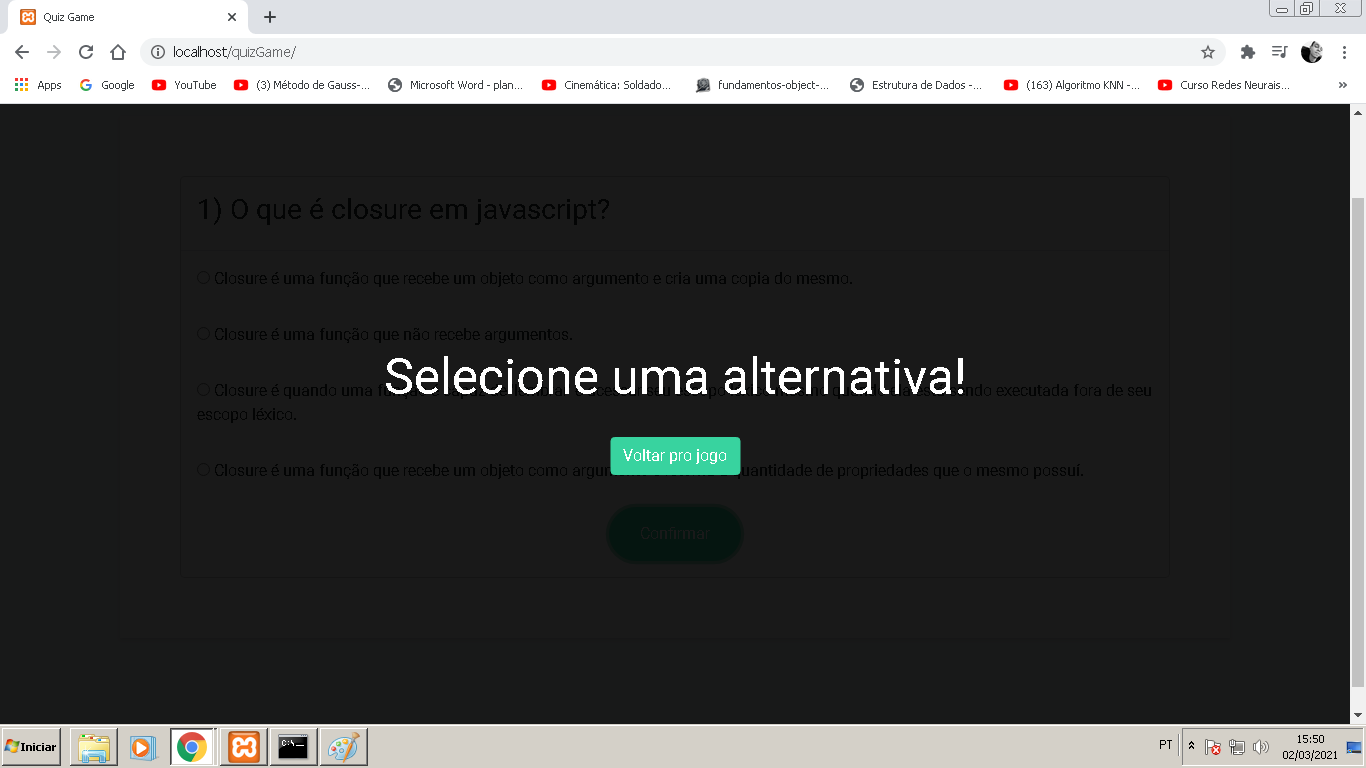 Quiz Game
localhost/quizGame/
Apps
Google
YouTube
(3) Método de Gauss-...
Microsoft Word - plan...
Cinemática: Soldado...
fundamentos-object-...
Estrutura de Dados -...
(163) Algoritmo KNN -...
Curso Redes Neurais...
1) O que é closure em javascript?
Closure é uma função que recebe um objeto como argumento e cria uma copia do mesmo.
Closure é uma função que não recebe argumentos.
Selecione uma alternativa!
Closure é quando uma executada fora de seu
escopo léxico.
Voltar pro jogo
Closure é uma função que recebe um objeto como quantidade de propriedades que o mesmo possuí.
Confirmar
Iniciar
PT
15:50
02/03/2021